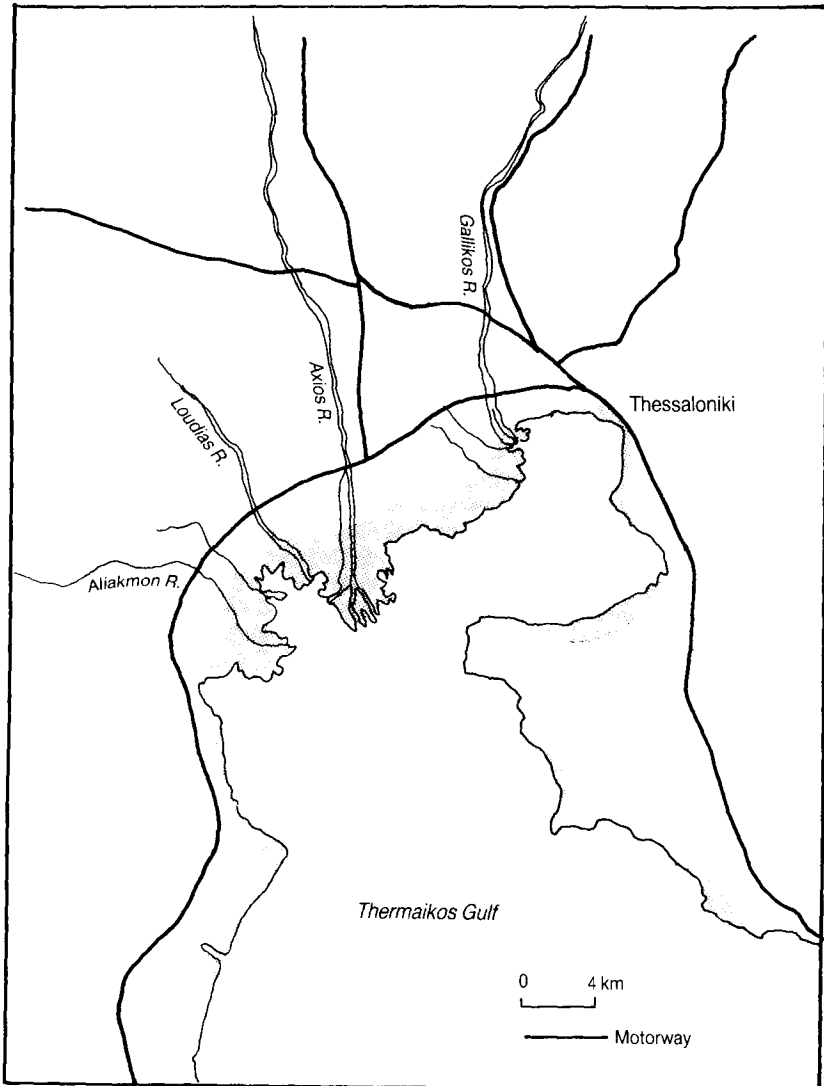 Gallikos R.
Axios R.
Loudias R.
Thessaloniki
Aliakmon R.
Thermaikos Gulf
0 4 km
Motorway